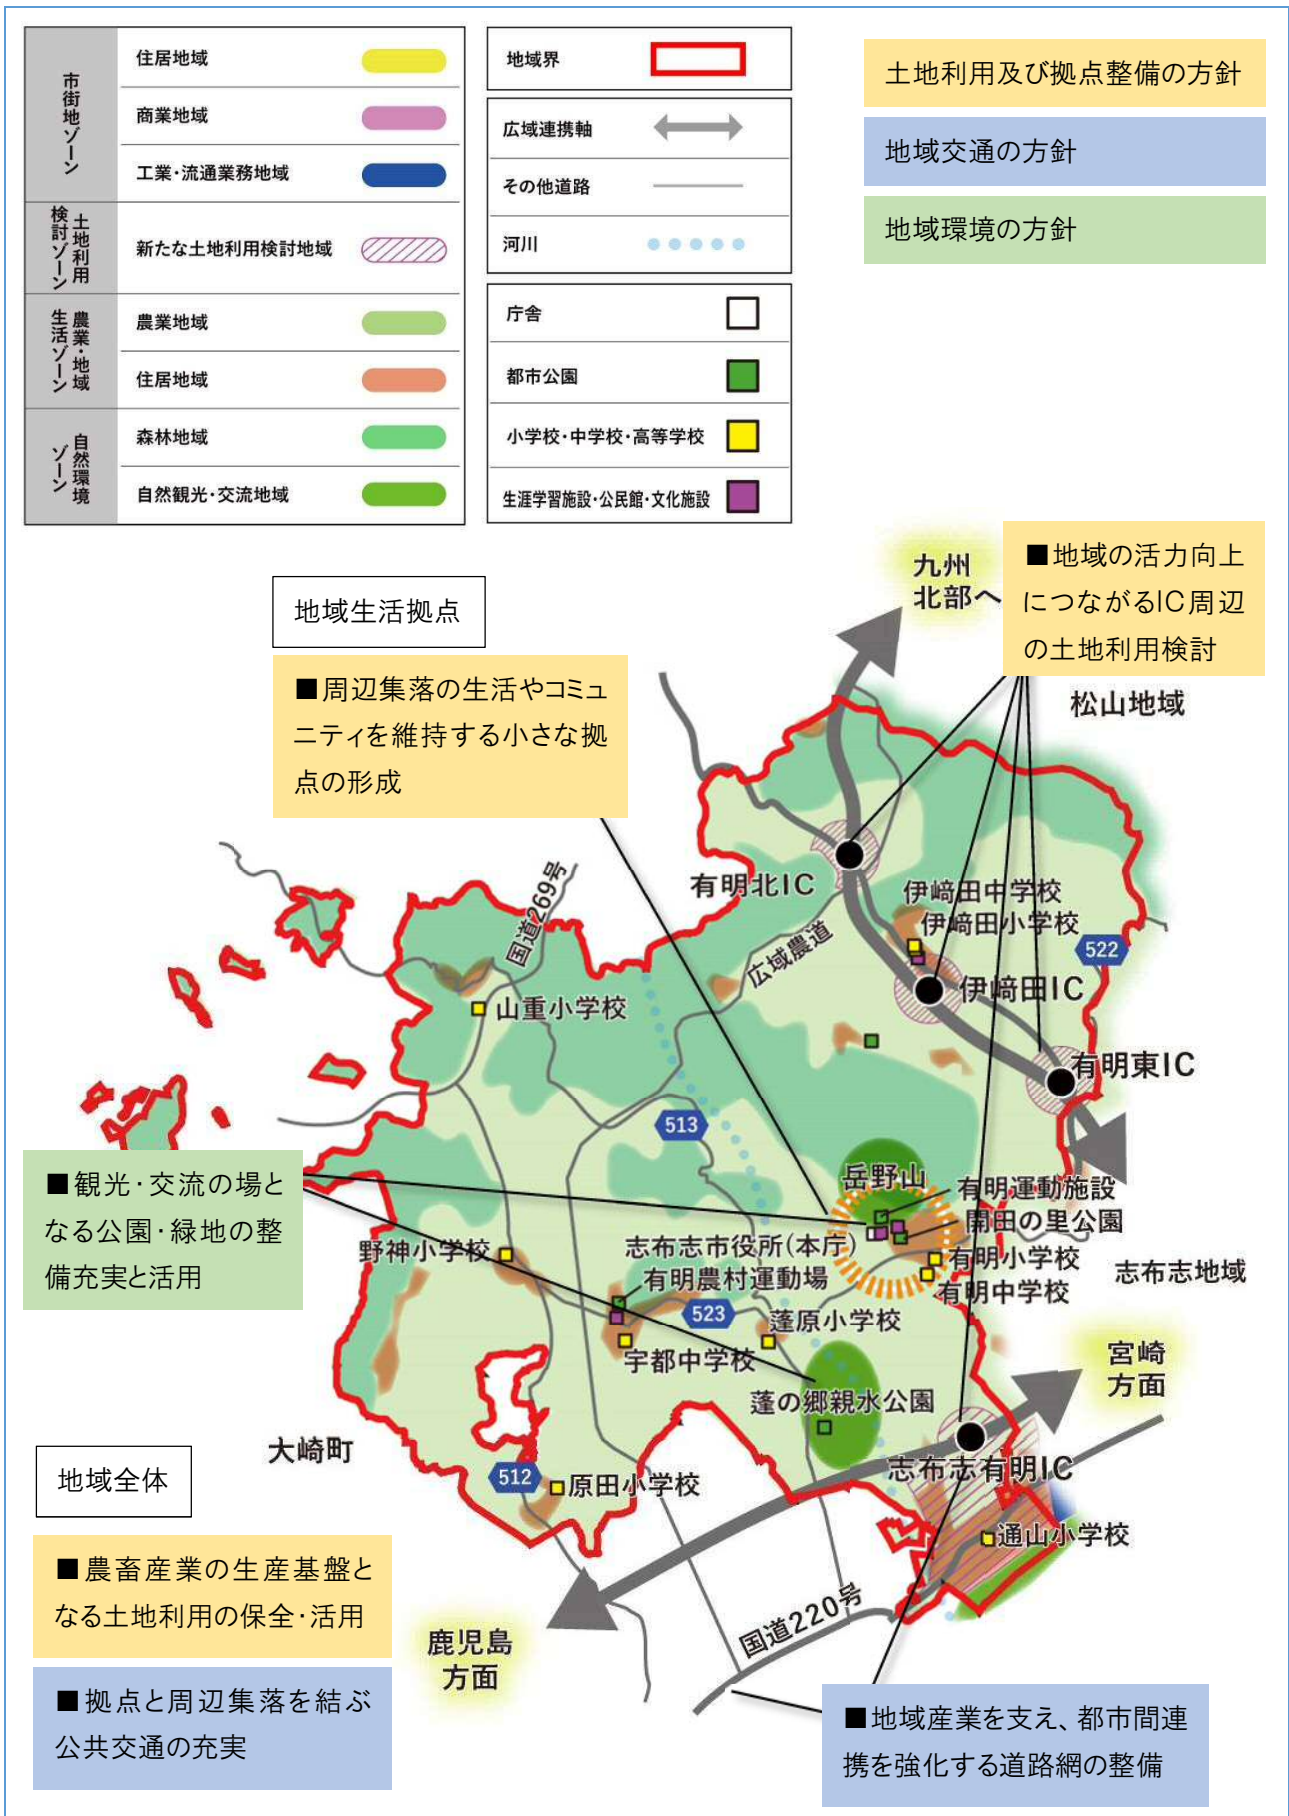 市街地ゾーン
住居地域
商業地域
工業・流通業務地域
土地利用
検討ゾーン
新たな土地利用検討地域
農業・地域
生活ゾーン
農業地域
住居地域
自然環境
ゾーン
森林地域
自然観光・交流地域
地域界
広域連携軸
その他道路
河川
庁舎
都市公園
小学校・中学校・高等学校
生涯学習施設・公民館・文化施設
土地利用及び拠点整備の方針
地域交通の方針
地域環境の方針
九州
北部へ
■地域の活力向上
につながるIC周辺
の土地利用検討
地域生活拠点
■周辺集落の生活やコミュ
ニティを維持する小さな拠
点の形成
松山地域
有明北IC
伊﨑田中学校
伊﨑田小学校
国道269号
広域農道
522
伊﨑田IC
山重小学校
有明東IC
513
岳野山
有明運動施設
開田の里公園
■観光・交流の場と
なる公園・緑地の整
備充実と活用
野神小学校
志布志市役所(本庁)
有明農村運動場
有明小学校
有明中学校
志布志地域
523
蓬原小学校
宇都中学校
宮崎
方面
蓬の郷親水公園
大崎町
志布志有明IC
地域全体
512
原田小学校
通山小学校
■農畜産業の生産基盤と
なる土地利用の保全・活用
国道220号
鹿児島
方面
■拠点と周辺集落を結ぶ
公共交通の充実
■地域産業を支え、都市間連
携を強化する道路網の整備